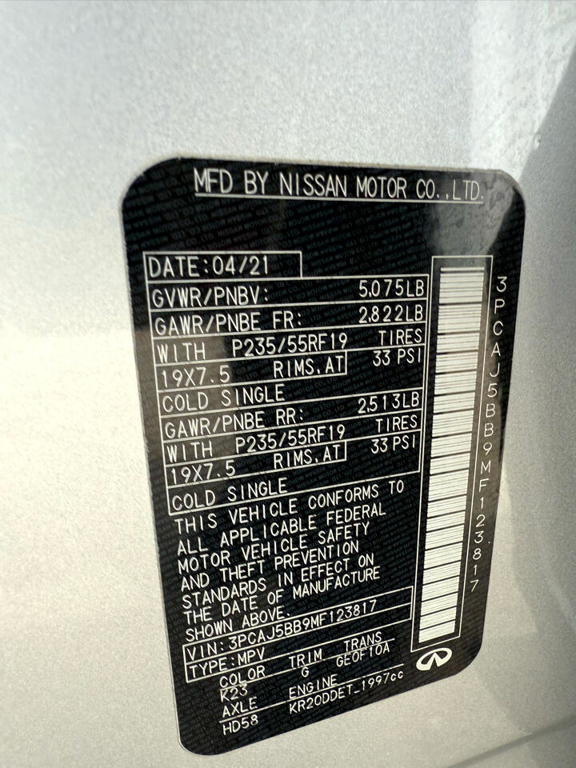 MFD BY NISSAN MOTOR CO.,LTD.
DATE:04/21
GVWR/PNBV: 5,075LB
GAWR/PNBE FR: 2,822LB
WITH P235/55RF19 TIRES
19X7.5 RIMS,AT 33 PSI
COLD SINGLE
GAWR/PNBE RR: 2,513LB
WITH P235/55RF19 TIRES
19X7.5 RIMS,AT 33 PSI
COLD SINGLE
THIS VEHICLE CONFORMS TO
ALL APPLICABLE FEDERAL
MOTOR VEHICLE SAFETY
AND THEFT PREVENTION
STANDARDS IN EFFECT ON
THE DATE OF MANUFACTURE
SHOWN ABOVE.
VIN: 3PCAJ5BB9MF123817
TYPE: MPV
COLOR TRIM TRANS
K23 G GE0F10A
AXLE ENGINE
HD58 KR20DDET_1997cc
3PCAJ5BB9MF123817